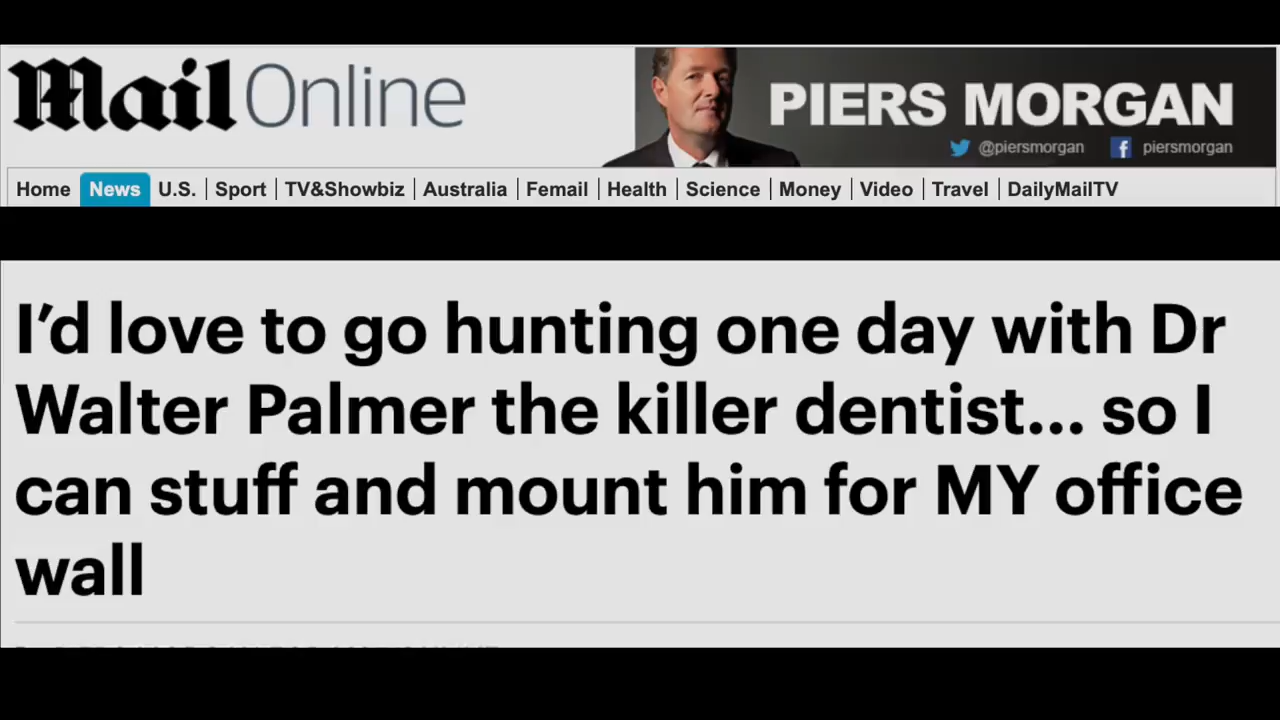 Mail Online
PIERS MORGAN
@piersmorgan piersmorgan
Home News U.S. Sport TV&Showbiz Australia Femail Health Science Money Video Travel DailyMailTV
I’d love to go hunting one day with Dr
Walter Palmer the killer dentist... so I
can stuff and mount him for MY office
wall